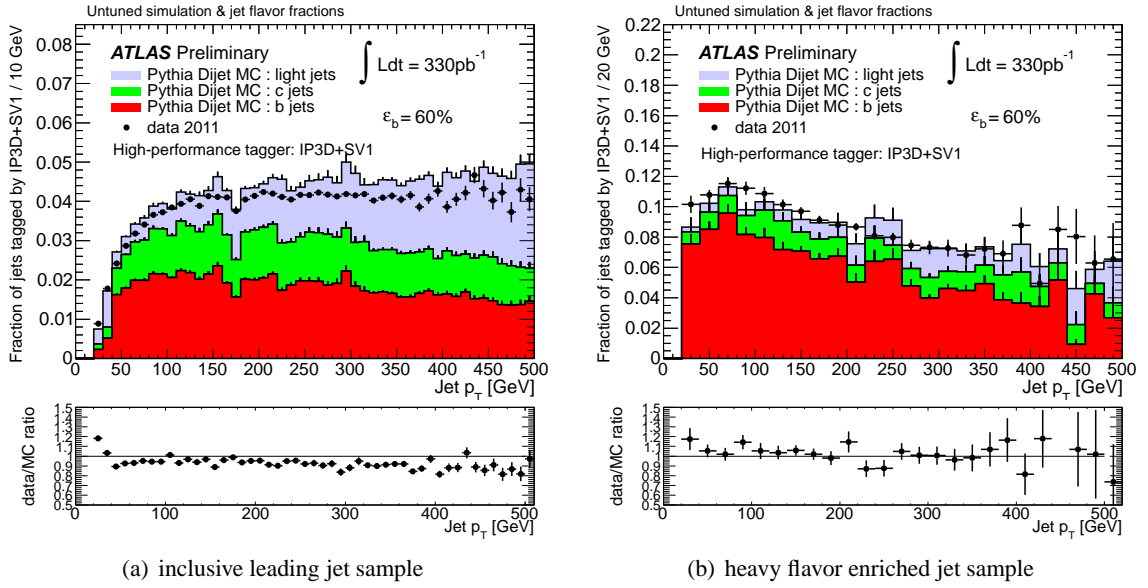 Untuned simulation & jet flavor fractions
Fraction of jets tagged by IP3D+SV1 / 10 GeV
0.08
0.07
0.06
0.05
0.04
0.03
0.02
0.01
0
ATLAS Preliminary
∫ Ldt = 330pb⁻¹
Pythia Dijet MC : light jets
Pythia Dijet MC : c jets
Pythia Dijet MC : b jets
data 2011
ε_b = 60%
High-performance tagger: IP3D+SV1
0 50 100 150 200 250 300 350 400 450 500
Jet p_T [GeV]
data/MC ratio
1.5
1.4
1.3
1.2
1.1
1
0.9
0.8
0.7
0.6
0.5
0 100 200 300 400 500
Jet p_T [GeV]
(a) inclusive leading jet sample
Untuned simulation & jet flavor fractions
Fraction of jets tagged by IP3D+SV1 / 20 GeV
0.22
0.2
0.18
0.16
0.14
0.12
0.1
0.08
0.06
0.04
0.02
0
ATLAS Preliminary
∫ Ldt = 330pb⁻¹
Pythia Dijet MC : light jets
Pythia Dijet MC : c jets
Pythia Dijet MC : b jets
data 2011
ε_b = 60%
High-performance tagger: IP3D+SV1
0 50 100 150 200 250 300 350 400 450 500
Jet p_T [GeV]
data/MC ratio
1.5
1.4
1.3
1.2
1.1
1
0.9
0.8
0.7
0.6
0.5
0 100 200 300 400 500
Jet p_T [GeV]
(b) heavy flavor enriched jet sample